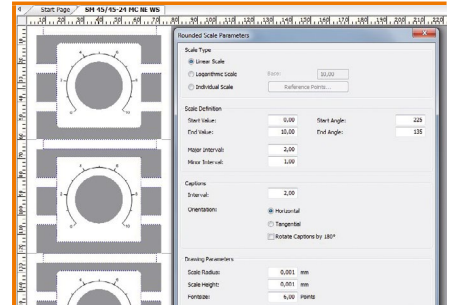 Start Page
SM 45/45-24 MC NE WS
Rounded Scale Parameters
Scale Type
Linear Scale
Logarithmic Scale
Base:
10,00
Individual Scale
Reference Points...
Scale Definition
Start Value: 0,00 Start Angle: 225
End Value: 10,00 End Angle: 135
Major Interval: 2,00
Minor Interval: 1,00
Captions
Interval: 2,00
Orientation: Horizontal
Tangential
Rotate Captions by 180°
Drawing Parameters
Scale Radius: 0,001 mm
Scale Height: 0,001 mm
Fontsize: 6,00 Points